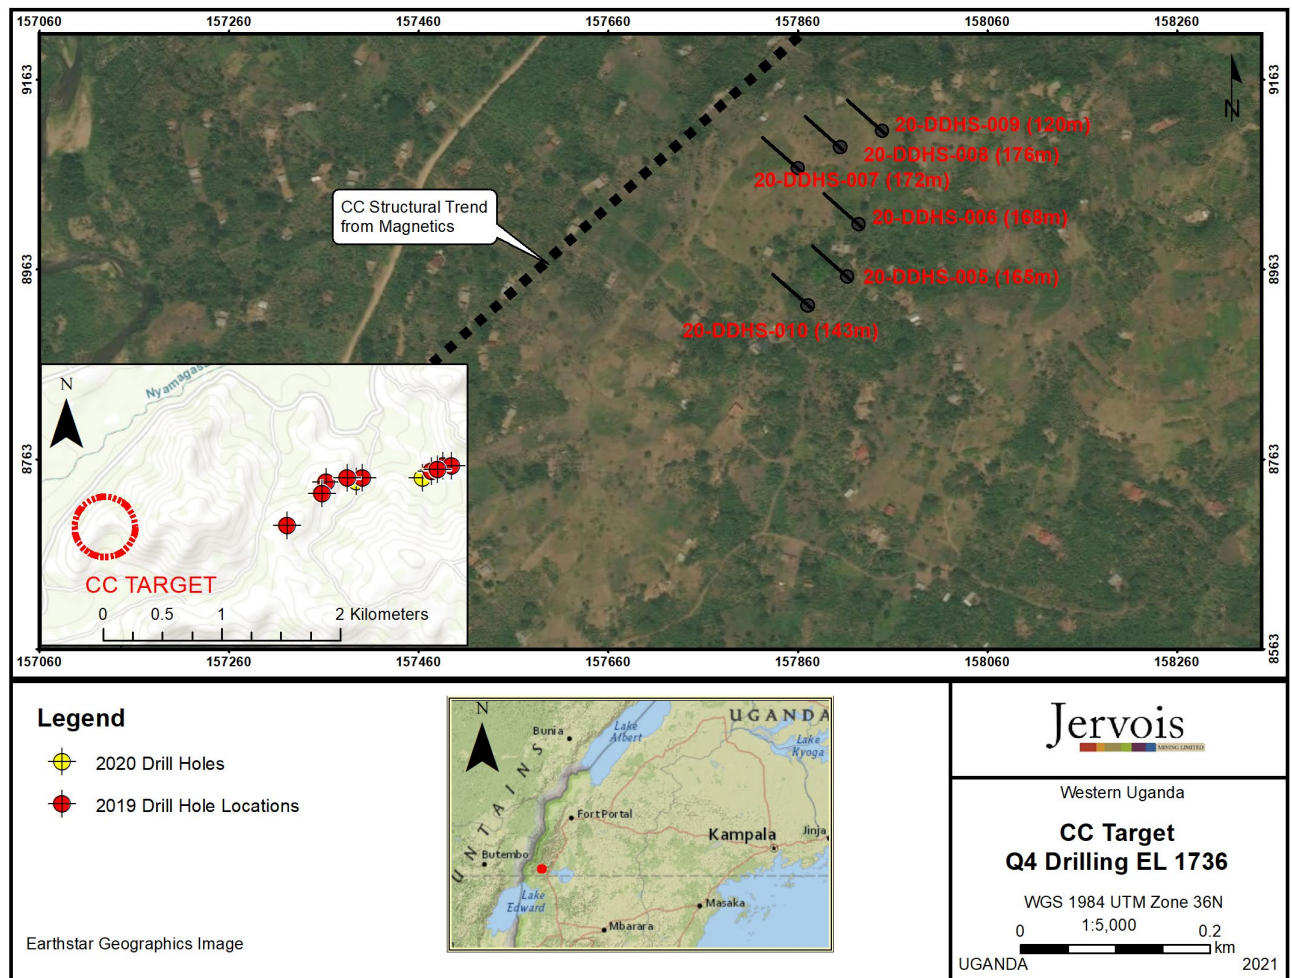 157060 157260 157460 157660 157860 158060 158260
9163 9163
N
20-DDHS-009 (120m)
20-DDHS-008 (176m)
20-DDHS-007 (172m)
CC Structural Trend
from Magnetics
20-DDHS-006 (168m)
8963 8963
20-DDHS-005 (165m)
20-DDHS-010 (143m)
N
Nyamagas
8763 8763
CC TARGET
0 0.5 1 2 Kilometers
8563
157060 157260 157460 157660 157860 158060 158260
Legend
2020 Drill Holes
2019 Drill Hole Locations
Earthstar Geographics Image
N
UGANDA
Bunia
Lake
Albert
Lake
Kyoga
UNTAINS
Fort Portal
Kampala
Jinja
Butembo
Lake
Edward
Masaka
Mbarara
Jervois
MINING LIMITED
Western Uganda
CC Target
Q4 Drilling EL 1736
WGS 1984 UTM Zone 36N
1:5,000
0 0.2
km
UGANDA 2021